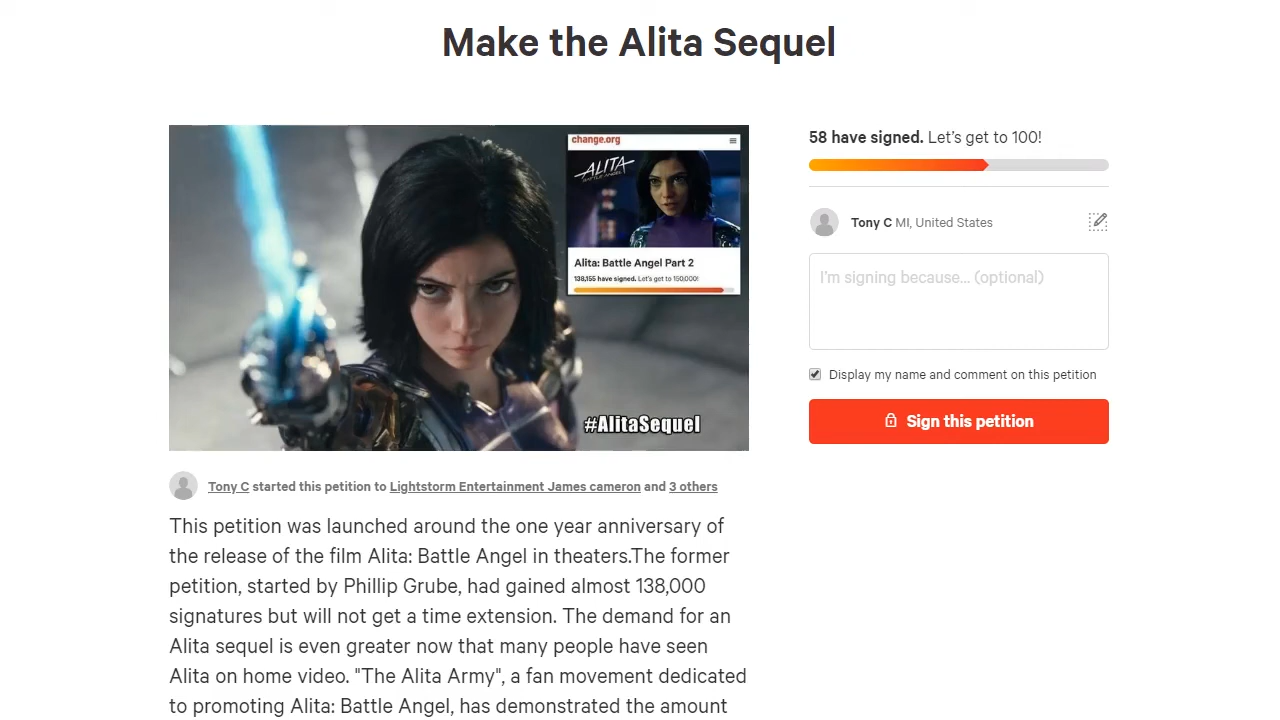 Make the Alita Sequel
change.org
ALITA
BATTLE ANGEL
Alita: Battle Angel Part 2
138,155 have signed. Let's get to 150,000!
#AlitaSequel
58 have signed. Let's get to 100!
Tony C MI, United States
I'm signing because... (optional)
Display my name and comment on this petition
Sign this petition
Tony C started this petition to Lightstorm Entertainment James cameron and 3 others
This petition was launched around the one year anniversary of
the release of the film Alita: Battle Angel in theaters.The former
petition, started by Phillip Grube, had gained almost 138,000
signatures but will not get a time extension. The demand for an
Alita sequel is even greater now that many people have seen
Alita on home video. "The Alita Army", a fan movement dedicated
to promoting Alita: Battle Angel, has demonstrated the amount